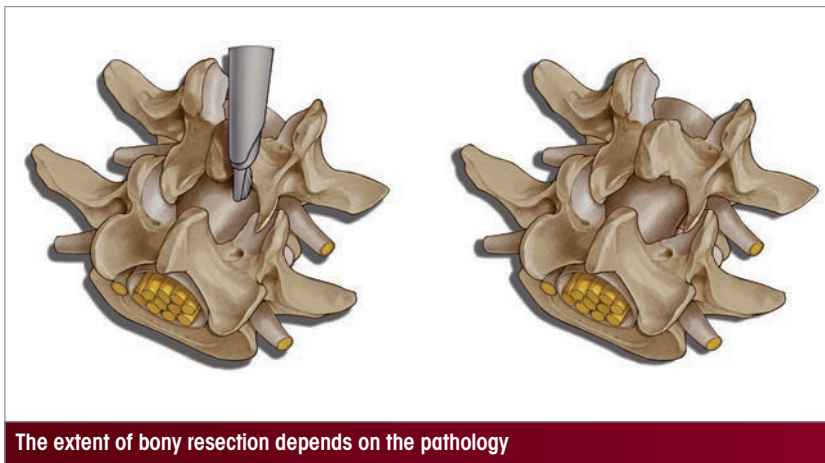 The extent of bony resection depends on the pathology